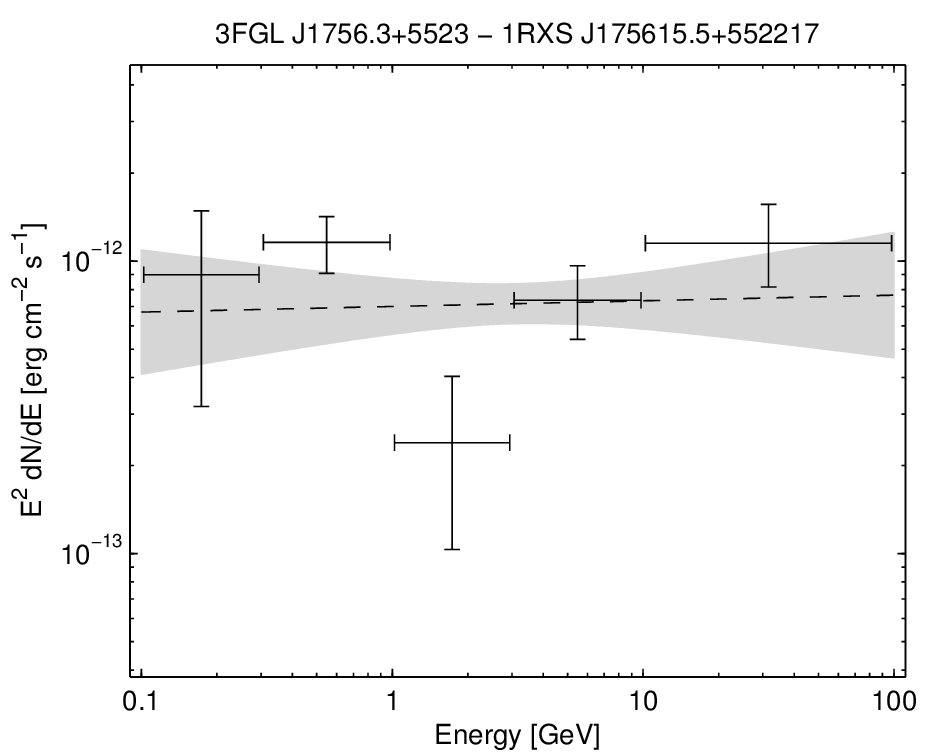 3FGL J1756.3+5523 − 1RXS J175615.5+552217
E² dN/dE [erg cm⁻² s⁻¹]
10⁻¹²
10⁻¹³
0.1 1 10 100
Energy [GeV]